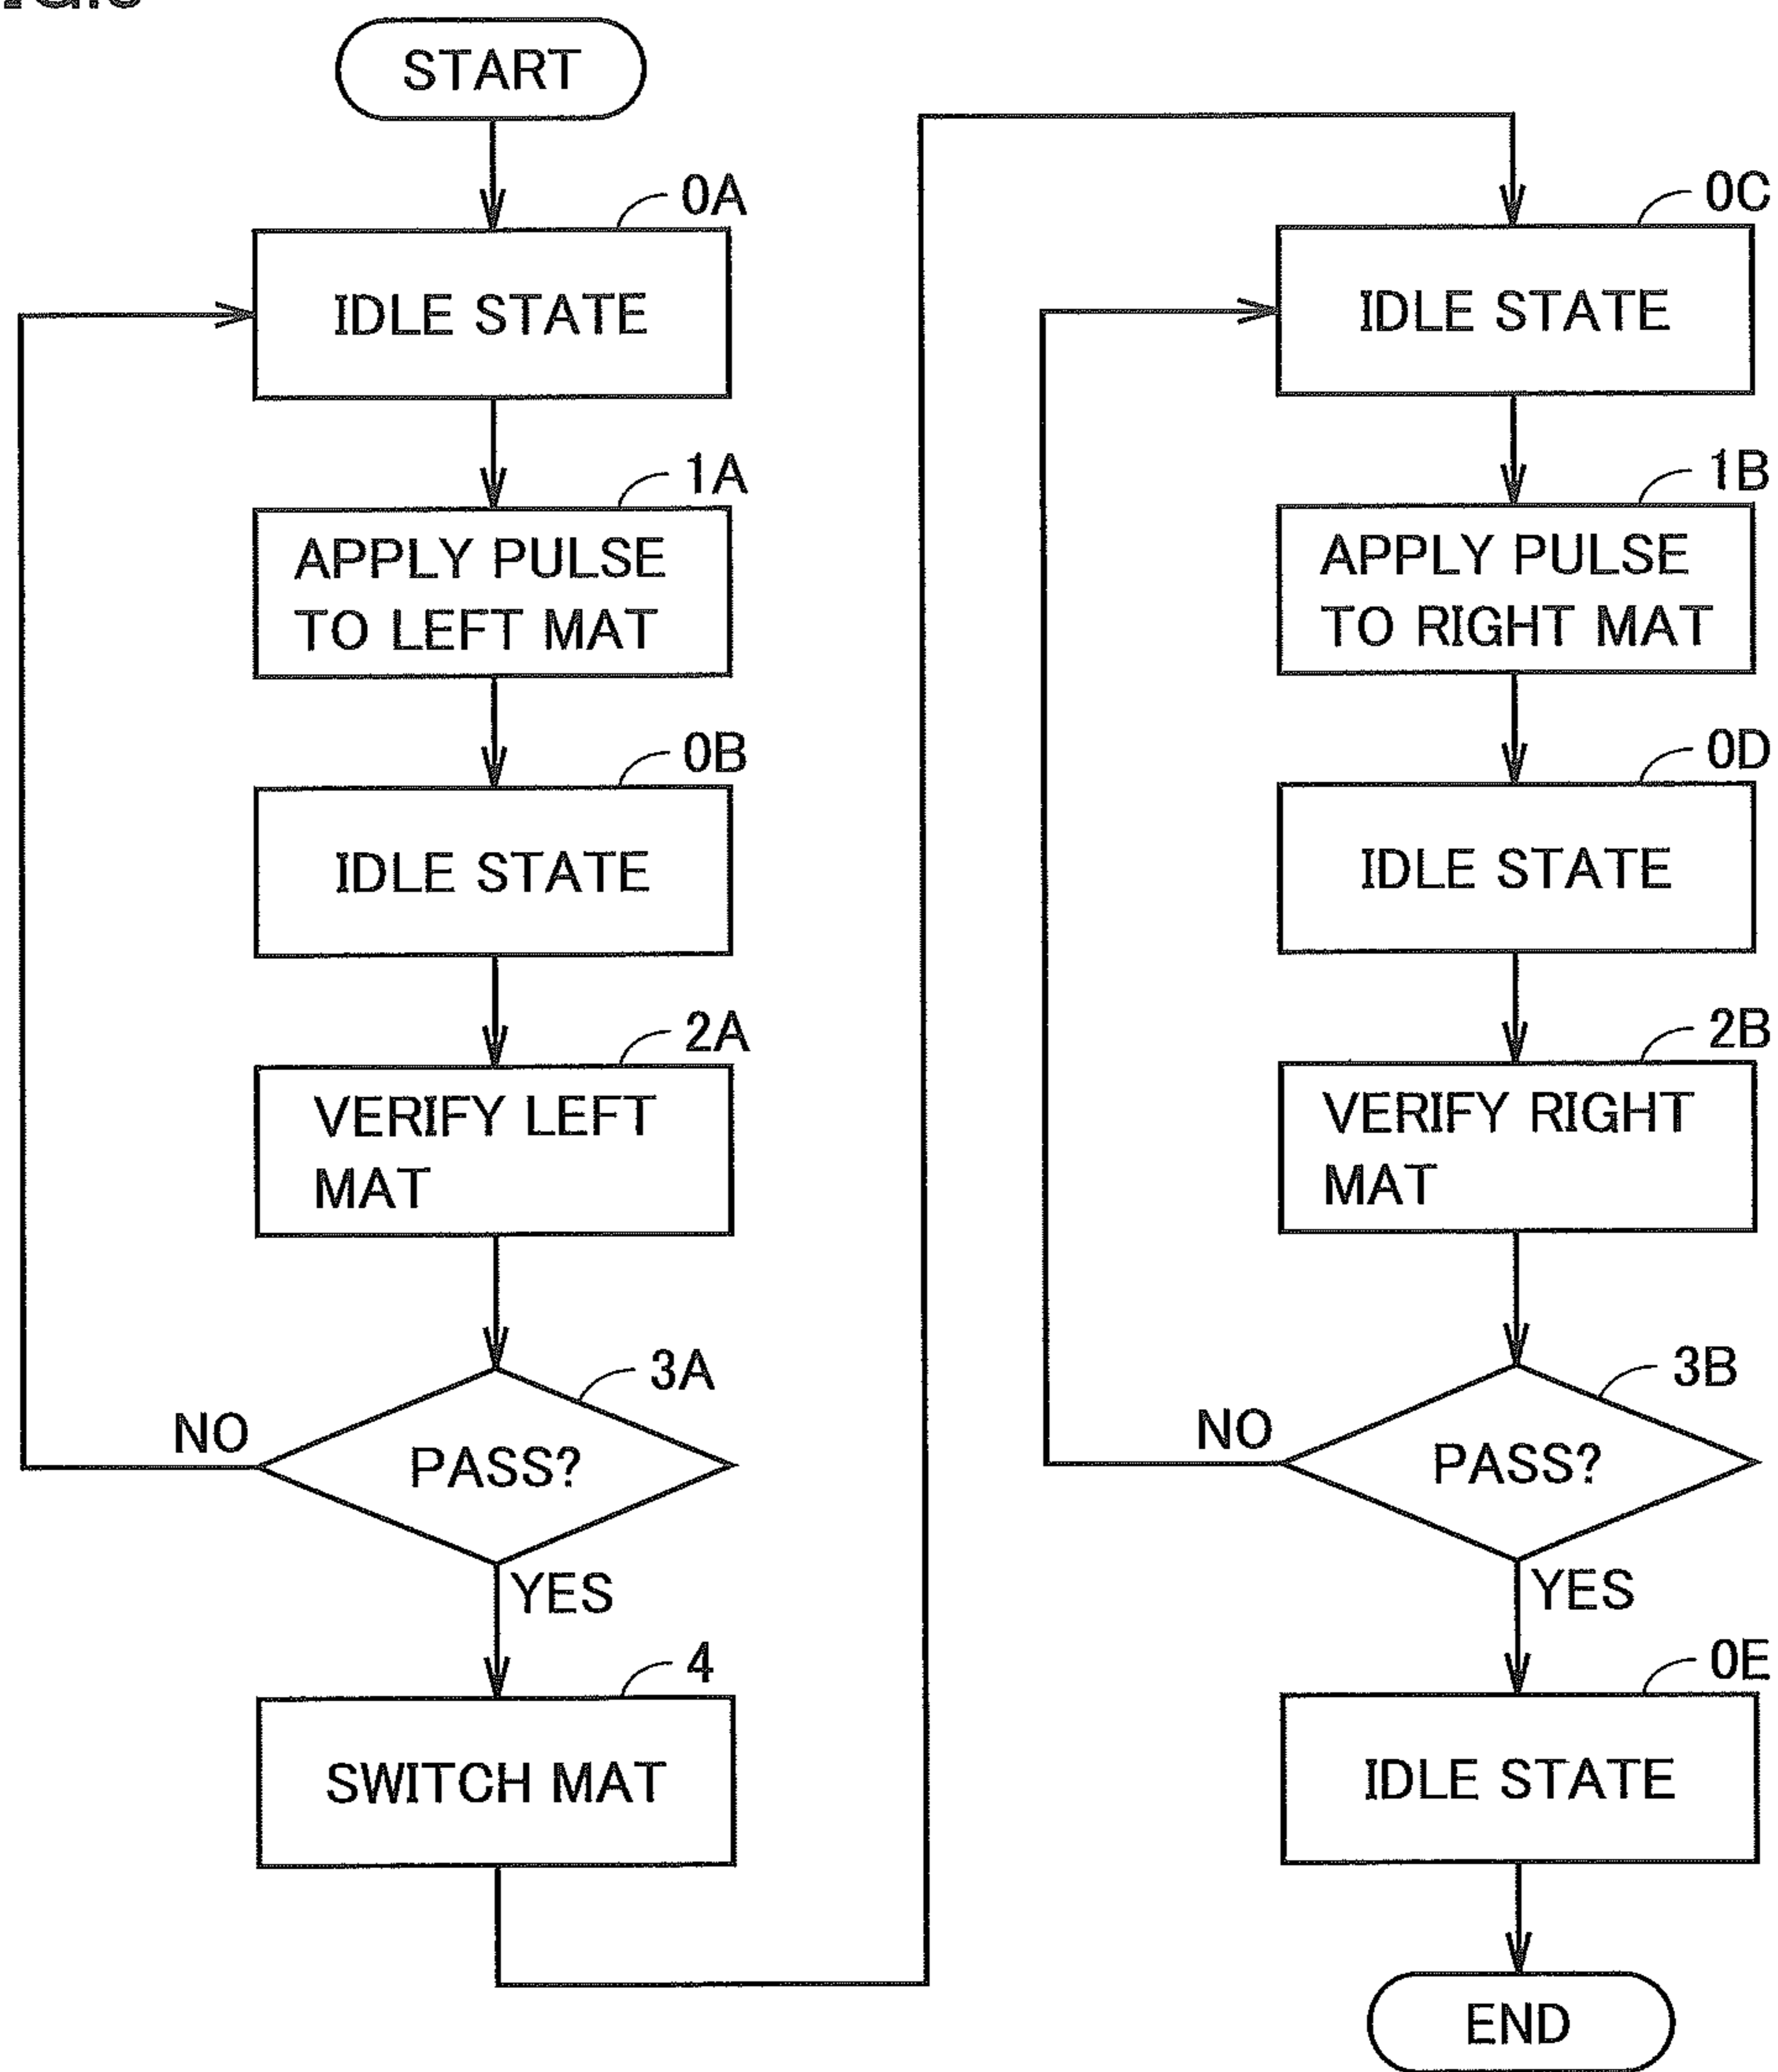 START
0A
IDLE STATE
1A
APPLY PULSE
TO LEFT MAT
0B
IDLE STATE
2A
VERIFY LEFT
MAT
3A
NO
PASS?
YES
4
SWITCH MAT
0C
IDLE STATE
1B
APPLY PULSE
TO RIGHT MAT
0D
IDLE STATE
2B
VERIFY RIGHT
MAT
3B
NO
PASS?
YES
0E
IDLE STATE
END